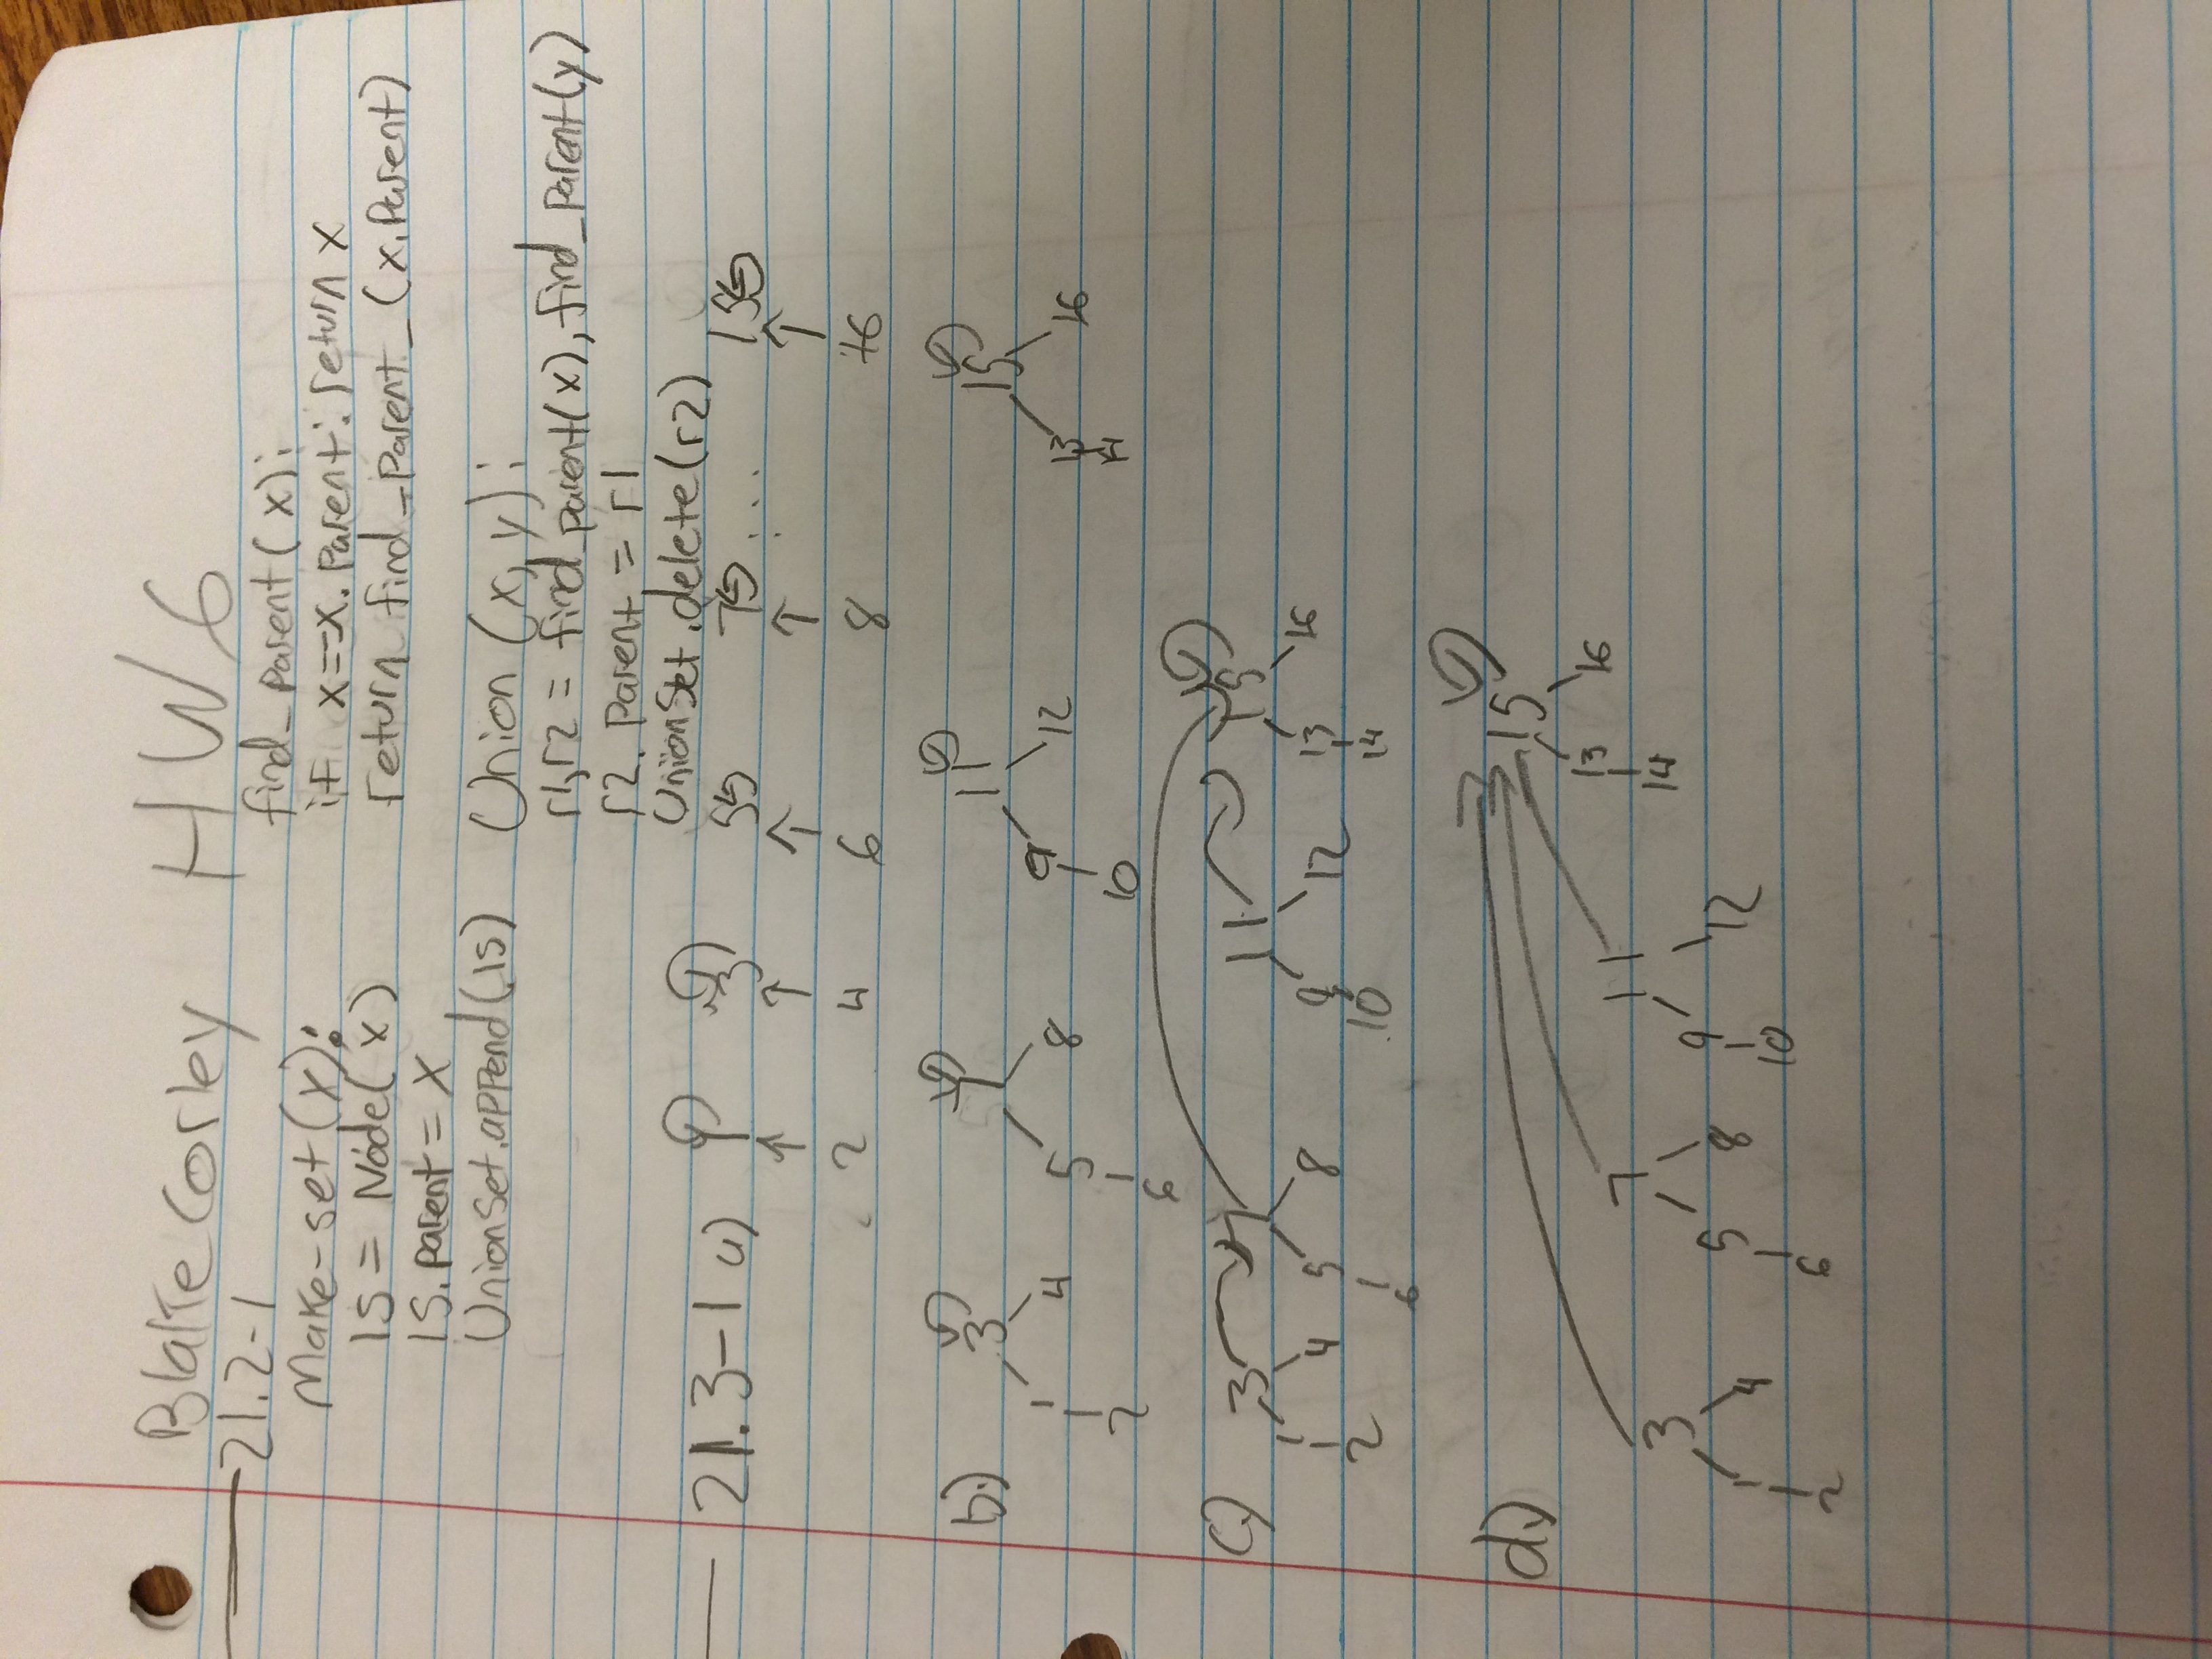 Blake Corley HW6
21.2-1
Make-set(x):
ls = Node(x)
ls.parent = x
UnionSet.append(ls)
find_parent(x):
if x==x.parent: return x
return find_parent_(x.parent)
Union (x,y):
r1,r2 = find_parent(x), find_parent(y)
r2.parent = r1
UnionSet.delete(r2)
21.3-1 a) 1 3 5 7 ... 15
2 4 6 8 16
b.) 3 7 11 15
1 4 5 8 9 12 13 16
2 6 10 14
c) 3 7 11 15
1 4 5 8 9 12 13 16
2 6 10 14
d.) 15
13 16
14
3 7 11
1 4 5 8 9 12
2 6 10